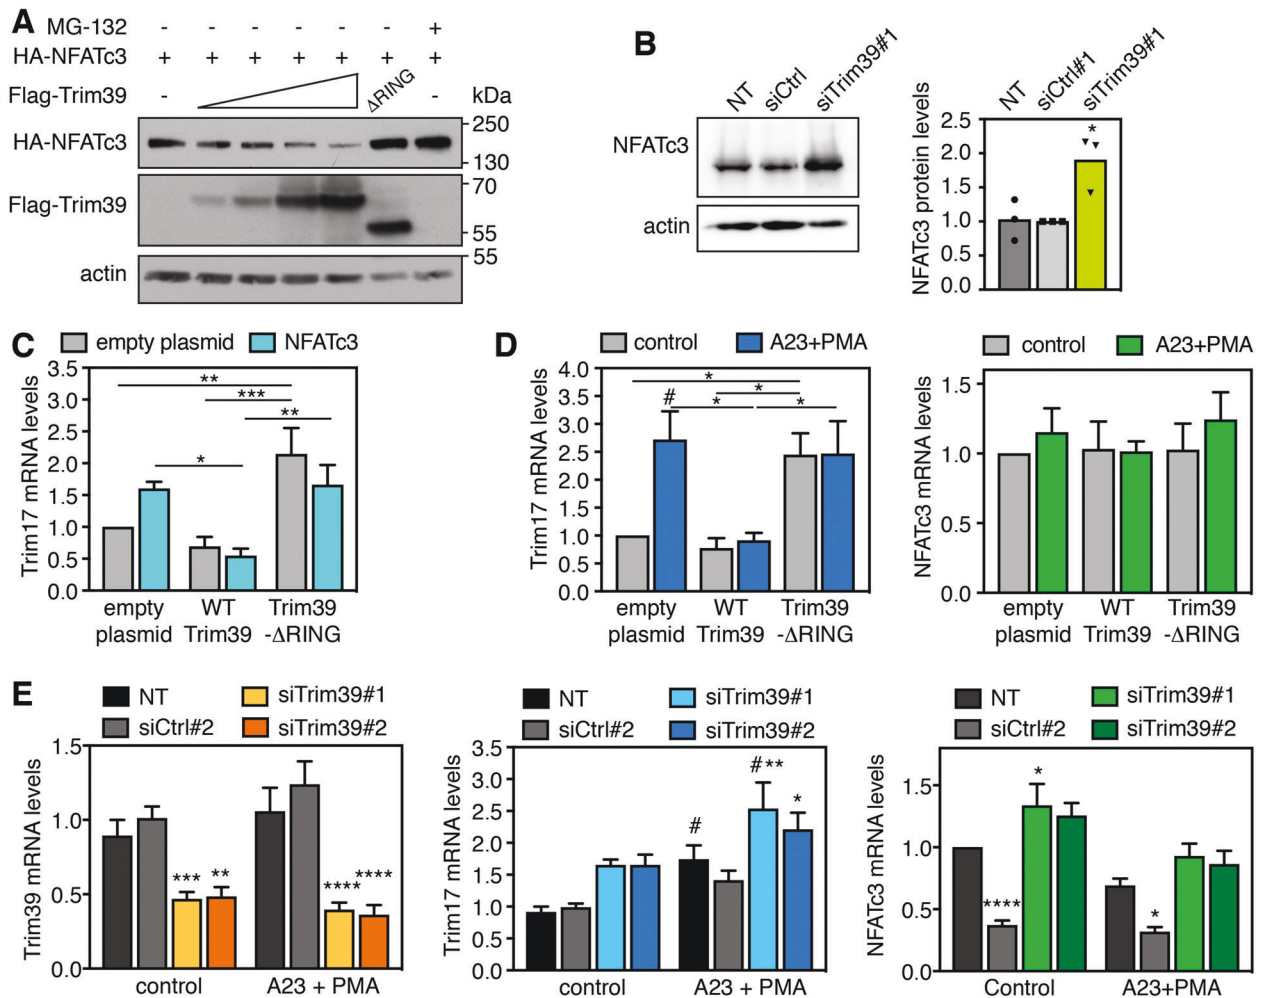 A
MG-132 - - - - - - +
HA-NFATc3 + + + + + + +
Flag-Trim39 - ΔRING - kDa
HA-NFATc3
250
130
Flag-Trim39
70
55
actin
55
B
NT siCtrl siTrim39#1
NFATc3
actin
NT siCtrl#1 siTrim39#1
NFATc3 protein levels
2.5
2.0
1.5
1.0
0.5
0.0
*
C
empty plasmid NFATc3
Trim17 mRNA levels
3.5
3.0
2.5
2.0
1.5
1.0
0.5
0.0
**
***
**
*
empty plasmid
WT Trim39
Trim39 -ΔRING
D
control A23+PMA
Trim17 mRNA levels
4.0
3.5
3.0
2.5
2.0
1.5
1.0
0.5
0.0
*
*
# * *
empty plasmid
WT Trim39
Trim39 -ΔRING
control A23+PMA
NFATc3 mRNA levels
1.5
1.0
0.5
0.0
empty plasmid
WT Trim39
Trim39 -ΔRING
E
NT siTrim39#1
siCtrl#2 siTrim39#2
Trim39 mRNA levels
1.5
1.0
0.5
0.0
*** ** **** ****
control A23 + PMA
NT siTrim39#1
siCtrl#2 siTrim39#2
Trim17 mRNA levels
3.5
3.0
2.5
2.0
1.5
1.0
0.5
0.0
# #** *
control A23 + PMA
NT siTrim39#1
siCtrl#2 siTrim39#2
NFATc3 mRNA levels
1.5
1.0
0.5
0.0
**** * *
Control A23+PMA